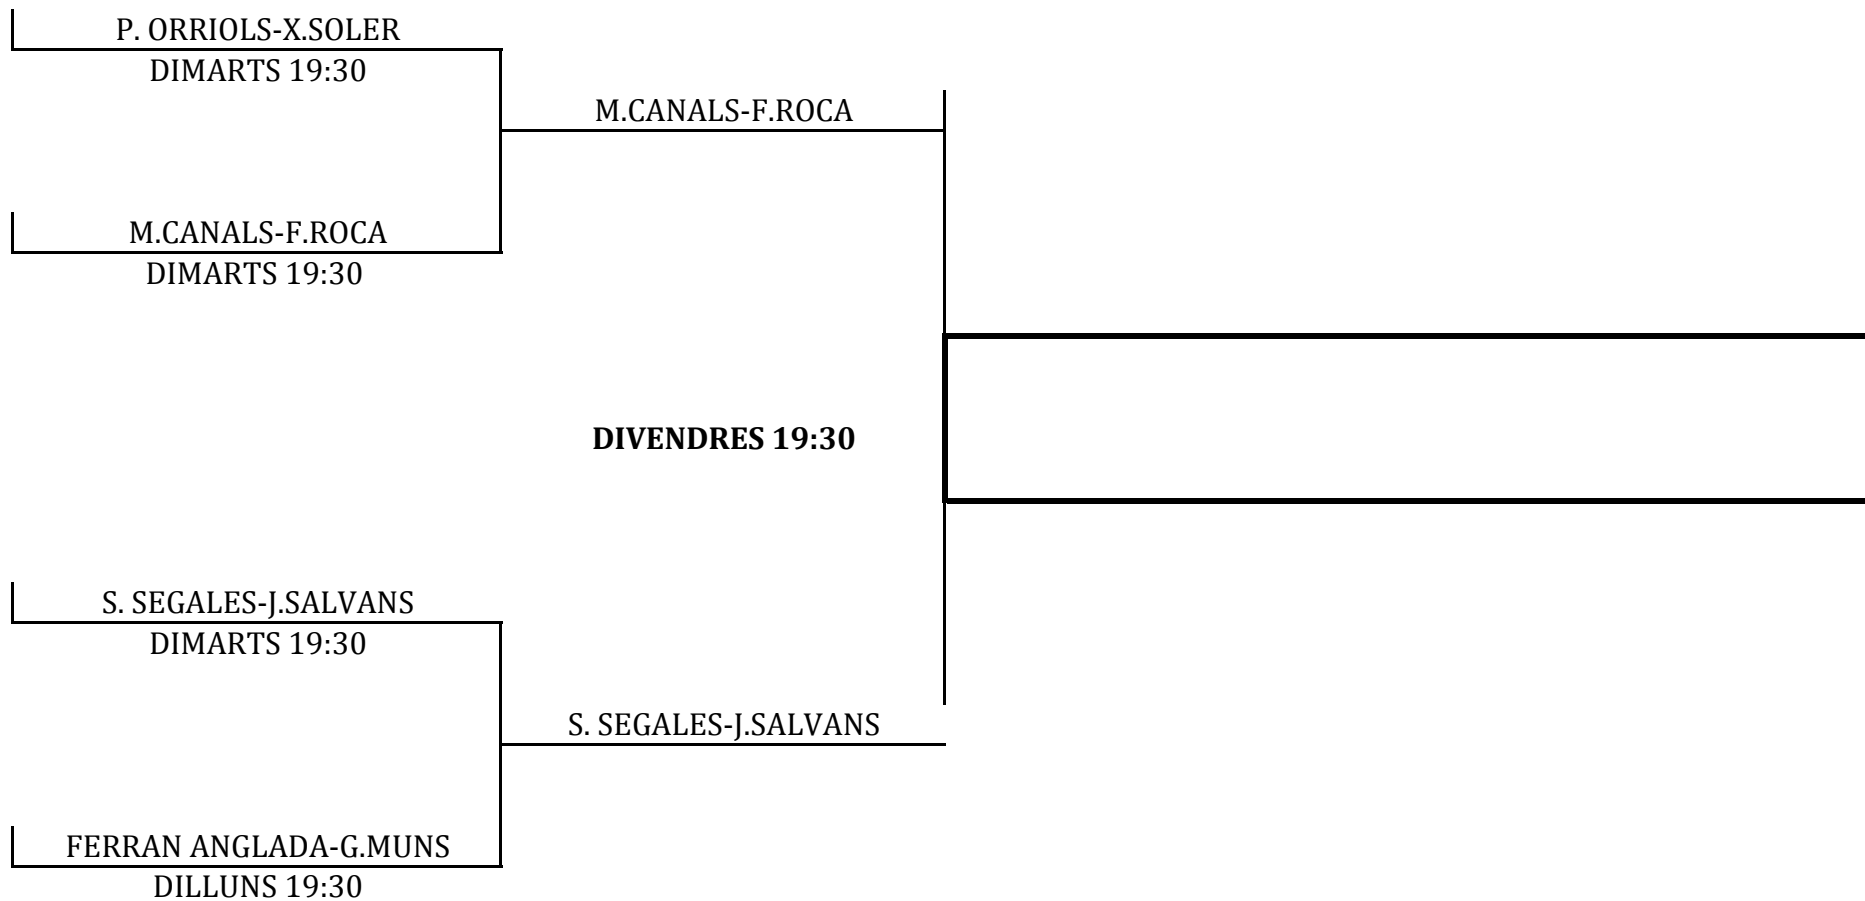 P. ORRIOLS-X.SOLER
DIMARTS 19:30
M.CANALS-F.ROCA
M.CANALS-F.ROCA
DIMARTS 19:30
DIVENDRES 19:30
S. SEGALES-J.SALVANS
DIMARTS 19:30
S. SEGALES-J.SALVANS
FERRAN ANGLADA-G.MUNS
DILLUNS 19:30